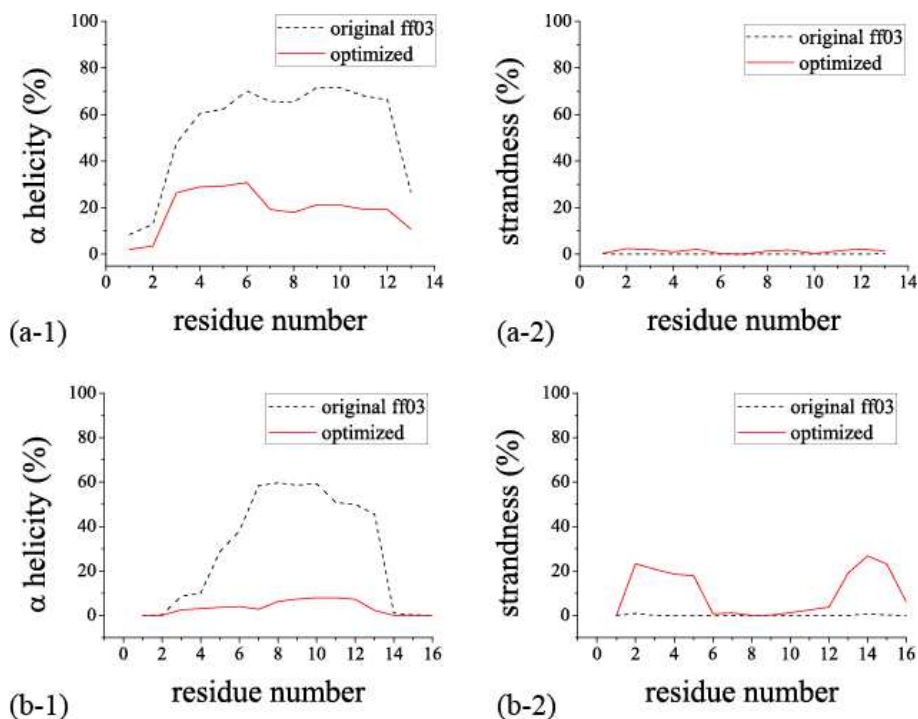 100
80
60
40
20
0
α helicity (%)
original ff03
optimized
0 2 4 6 8 10 12 14
residue number
(a-1)
100
80
60
40
20
0
strandness (%)
original ff03
optimized
0 2 4 6 8 10 12 14
residue number
(a-2)
100
80
60
40
20
0
α helicity (%)
original ff03
optimized
0 2 4 6 8 10 12 14 16
residue number
(b-1)
100
80
60
40
20
0
strandness (%)
original ff03
optimized
0 2 4 6 8 10 12 14 16
residue number
(b-2)